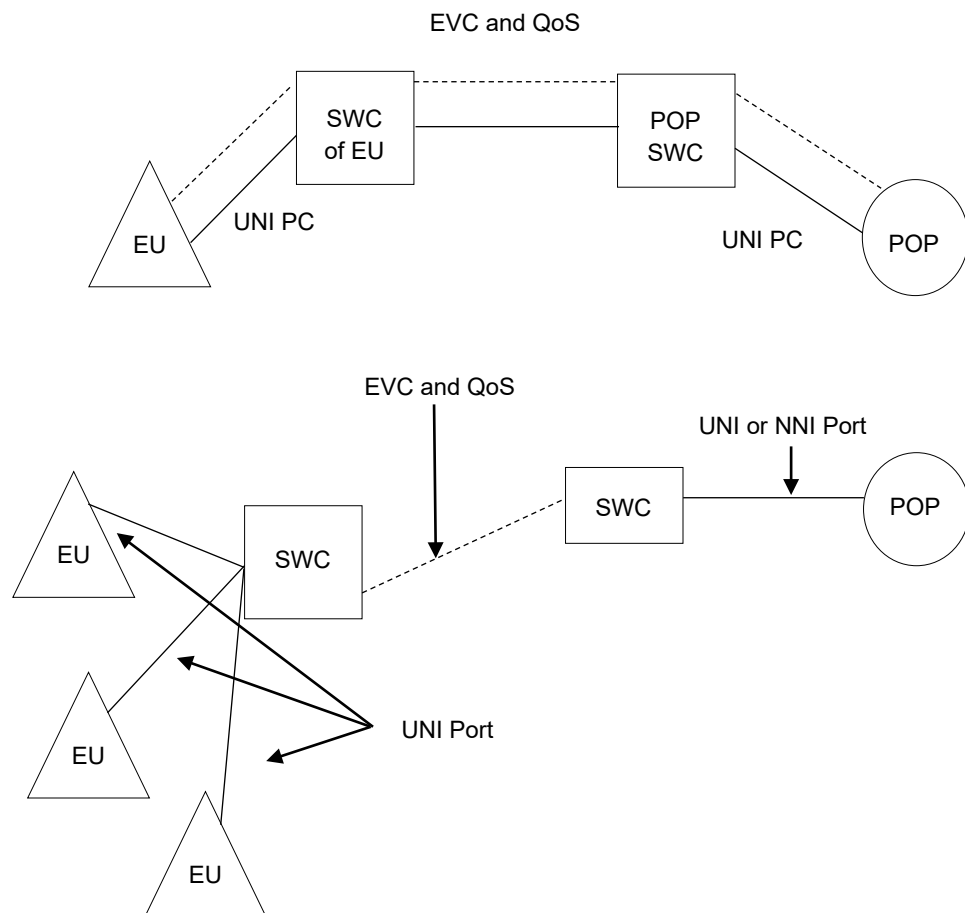 EVC and QoS
SWC
of EU
POP
SWC
UNI PC
EU
UNI PC
POP
EVC and QoS
UNI or NNI Port
EU
SWC
SWC
POP
EU
UNI Port
EU